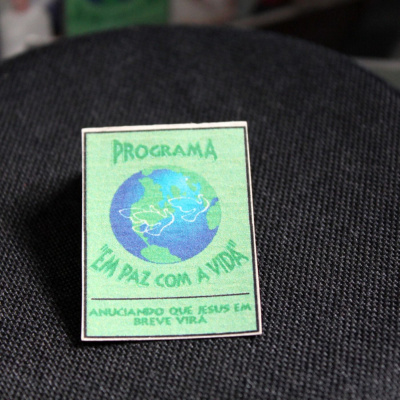 PROGRAMA
"EM PAZ COM A VIDA"
ANUCIANDO QUE JESUS EM
BREVE VIRÁ